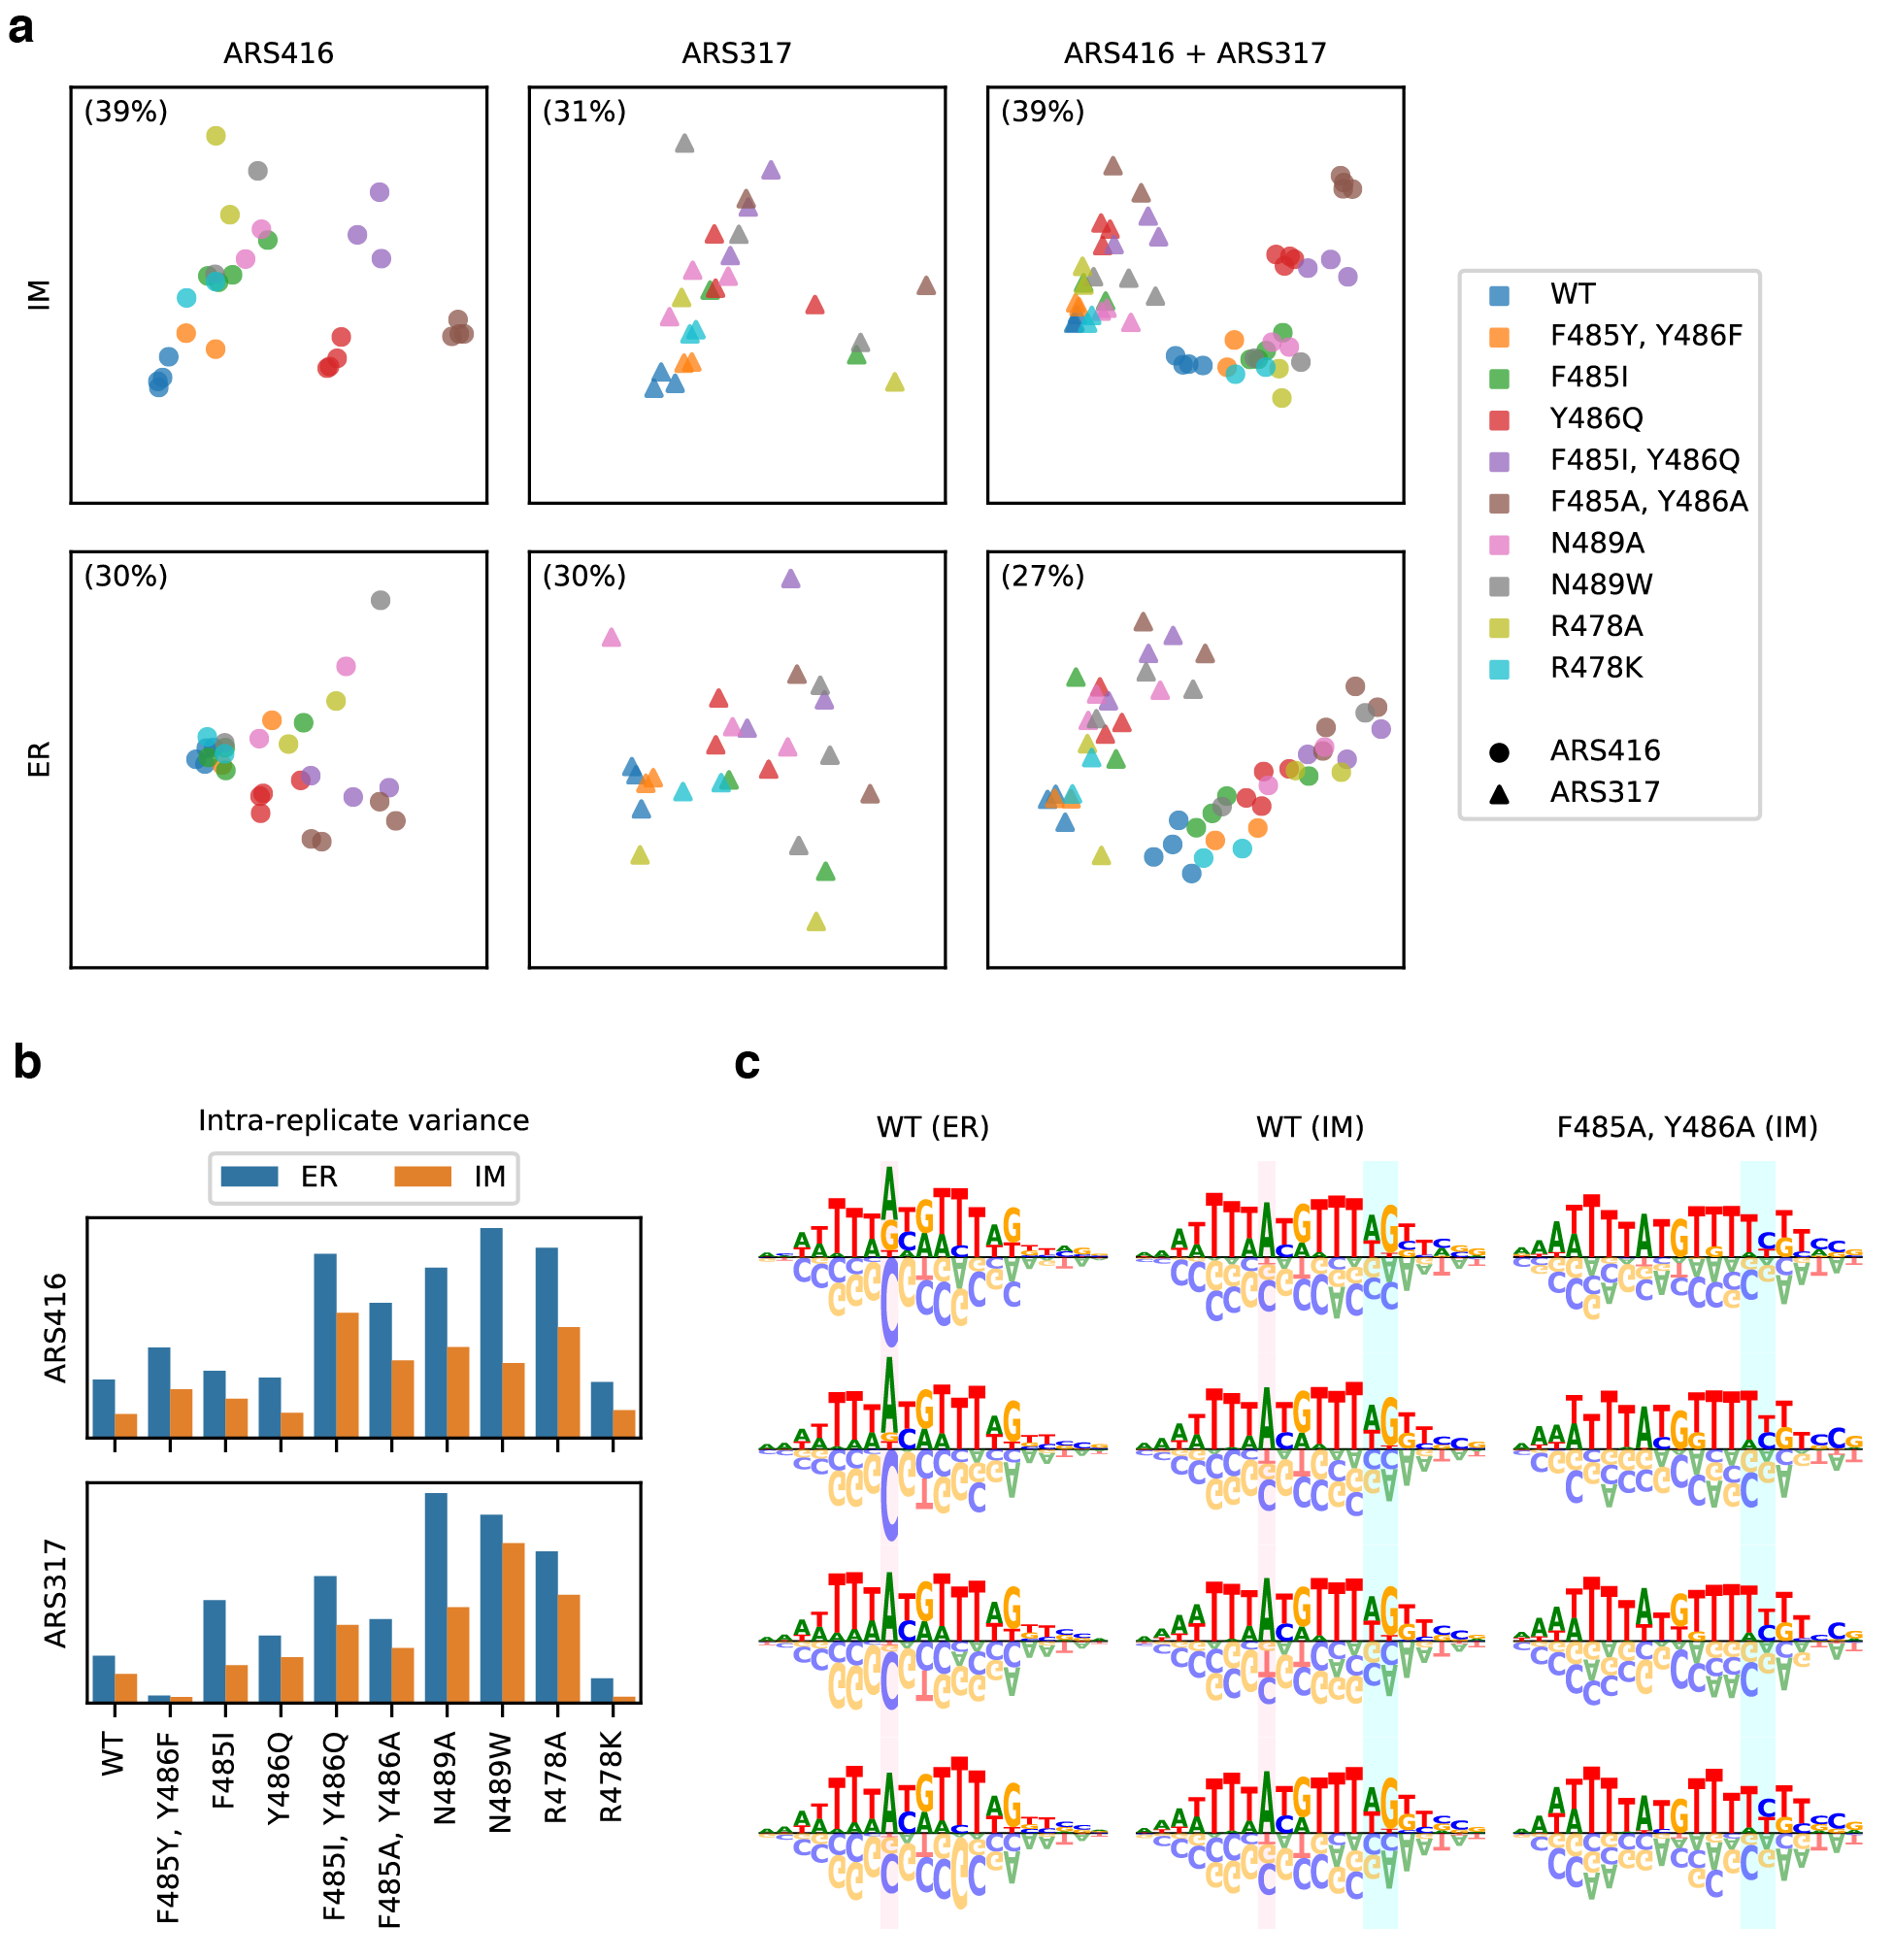 a
ARS416
ARS317
ARS416 + ARS317
IM
(39%)
(31%)
(39%)
ER
(30%)
(30%)
(27%)
WT
F485Y, Y486F
F485I
Y486Q
F485I, Y486Q
F485A, Y486A
N489A
N489W
R478A
R478K
ARS416
ARS317
b
Intra-replicate variance
ER
IM
ARS416
ARS317
WT
F485Y, Y486F
F485I
Y486Q
F485I, Y486Q
F485A, Y486A
N489A
N489W
R478A
R478K
c
WT (ER)
WT (IM)
F485A, Y486A (IM)